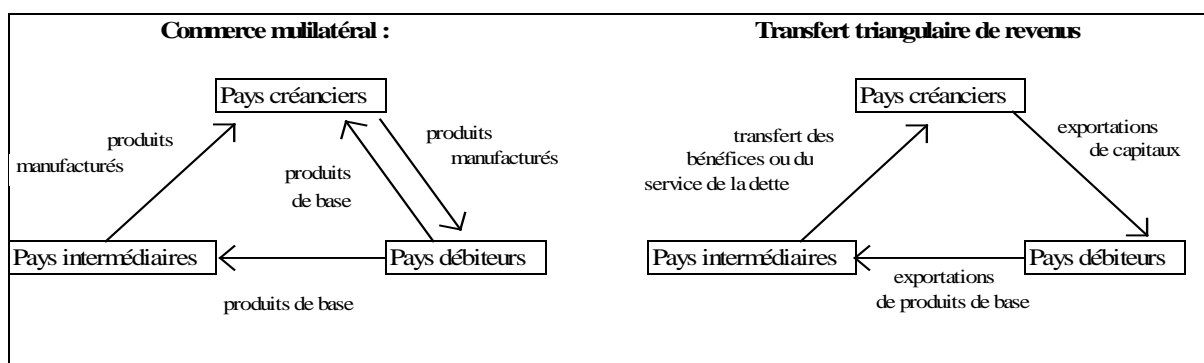 Commerce mulilatéral :
Pays créanciers
produits
manufacturés
produits
manufacturés
produits
de base
Pays intermédiaires
Pays débiteurs
produits de base
Transfert triangulaire de revenus
Pays créanciers
transfert des
bénéfices ou du
service de la dette
exportations
de capitaux
Pays intermédiaires
Pays débiteurs
exportations
de produits de base